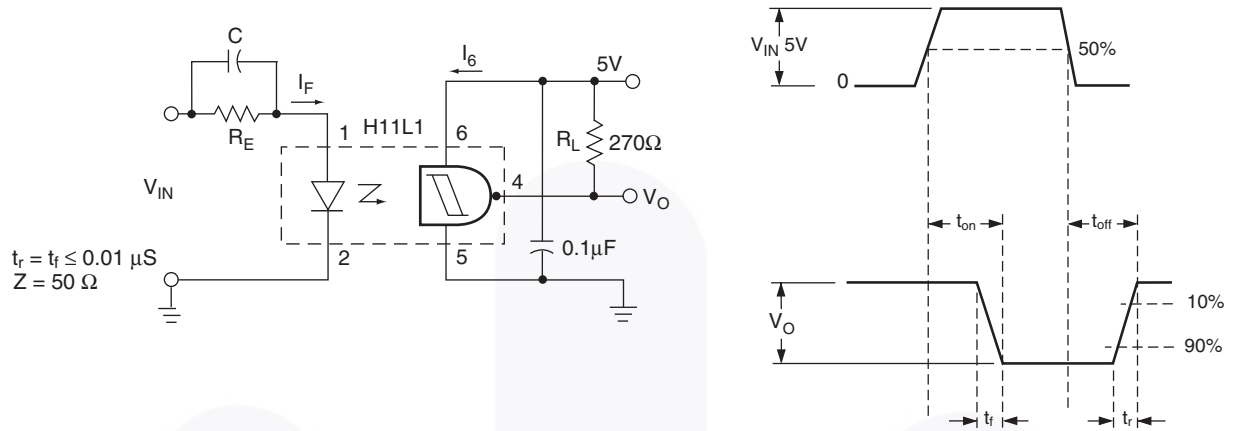 C
I_F
R_E
V_IN
t_r = t_f ≤ 0.01 μS
Z = 50 Ω
1
H11L1
2
I_6
6
5
4
5V
R_L 270Ω
V_O
0.1μF
V_IN 5V
0
50%
t_on
t_off
V_O
10%
90%
t_f
t_r